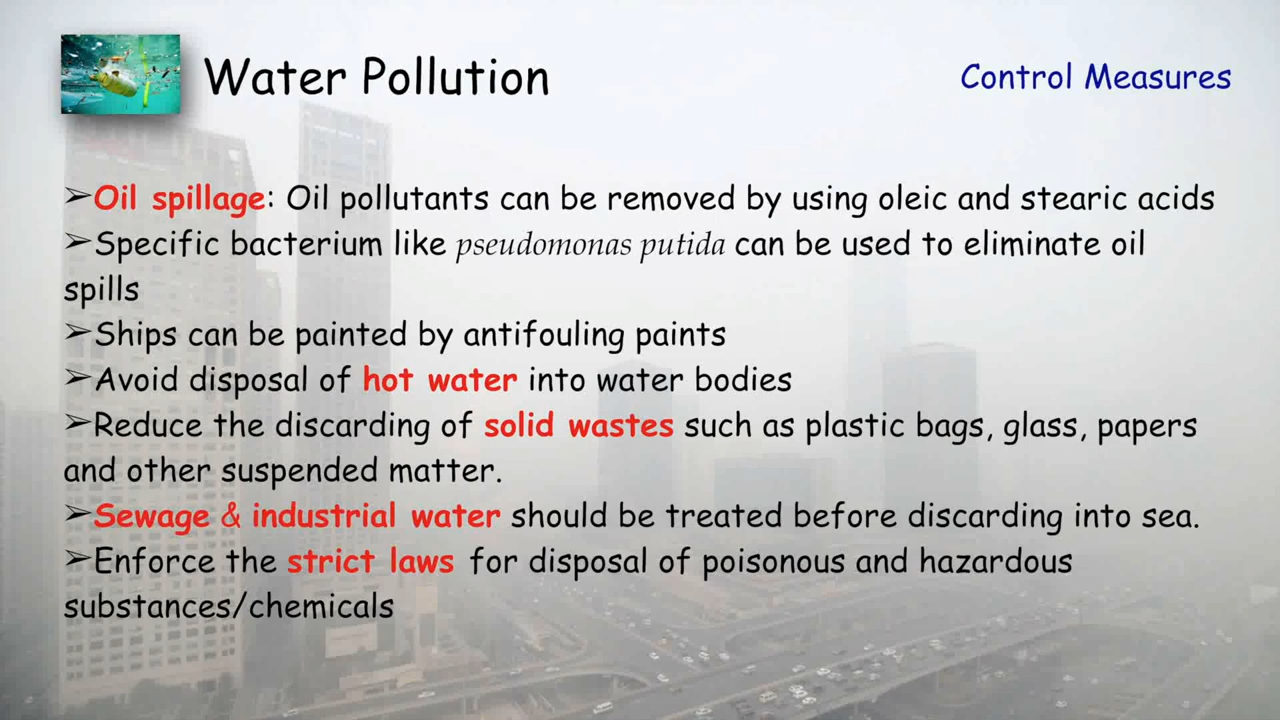 Water Pollution
Control Measures
➢Oil spillage: Oil pollutants can be removed by using oleic and stearic acids
➢Specific bacterium like pseudomonas putida can be used to eliminate oil
spills
➢Ships can be painted by antifouling paints
➢Avoid disposal of hot water into water bodies
➢Reduce the discarding of solid wastes such as plastic bags, glass, papers
and other suspended matter.
➢Sewage & industrial water should be treated before discarding into sea.
➢Enforce the strict laws for disposal of poisonous and hazardous
substances/chemicals